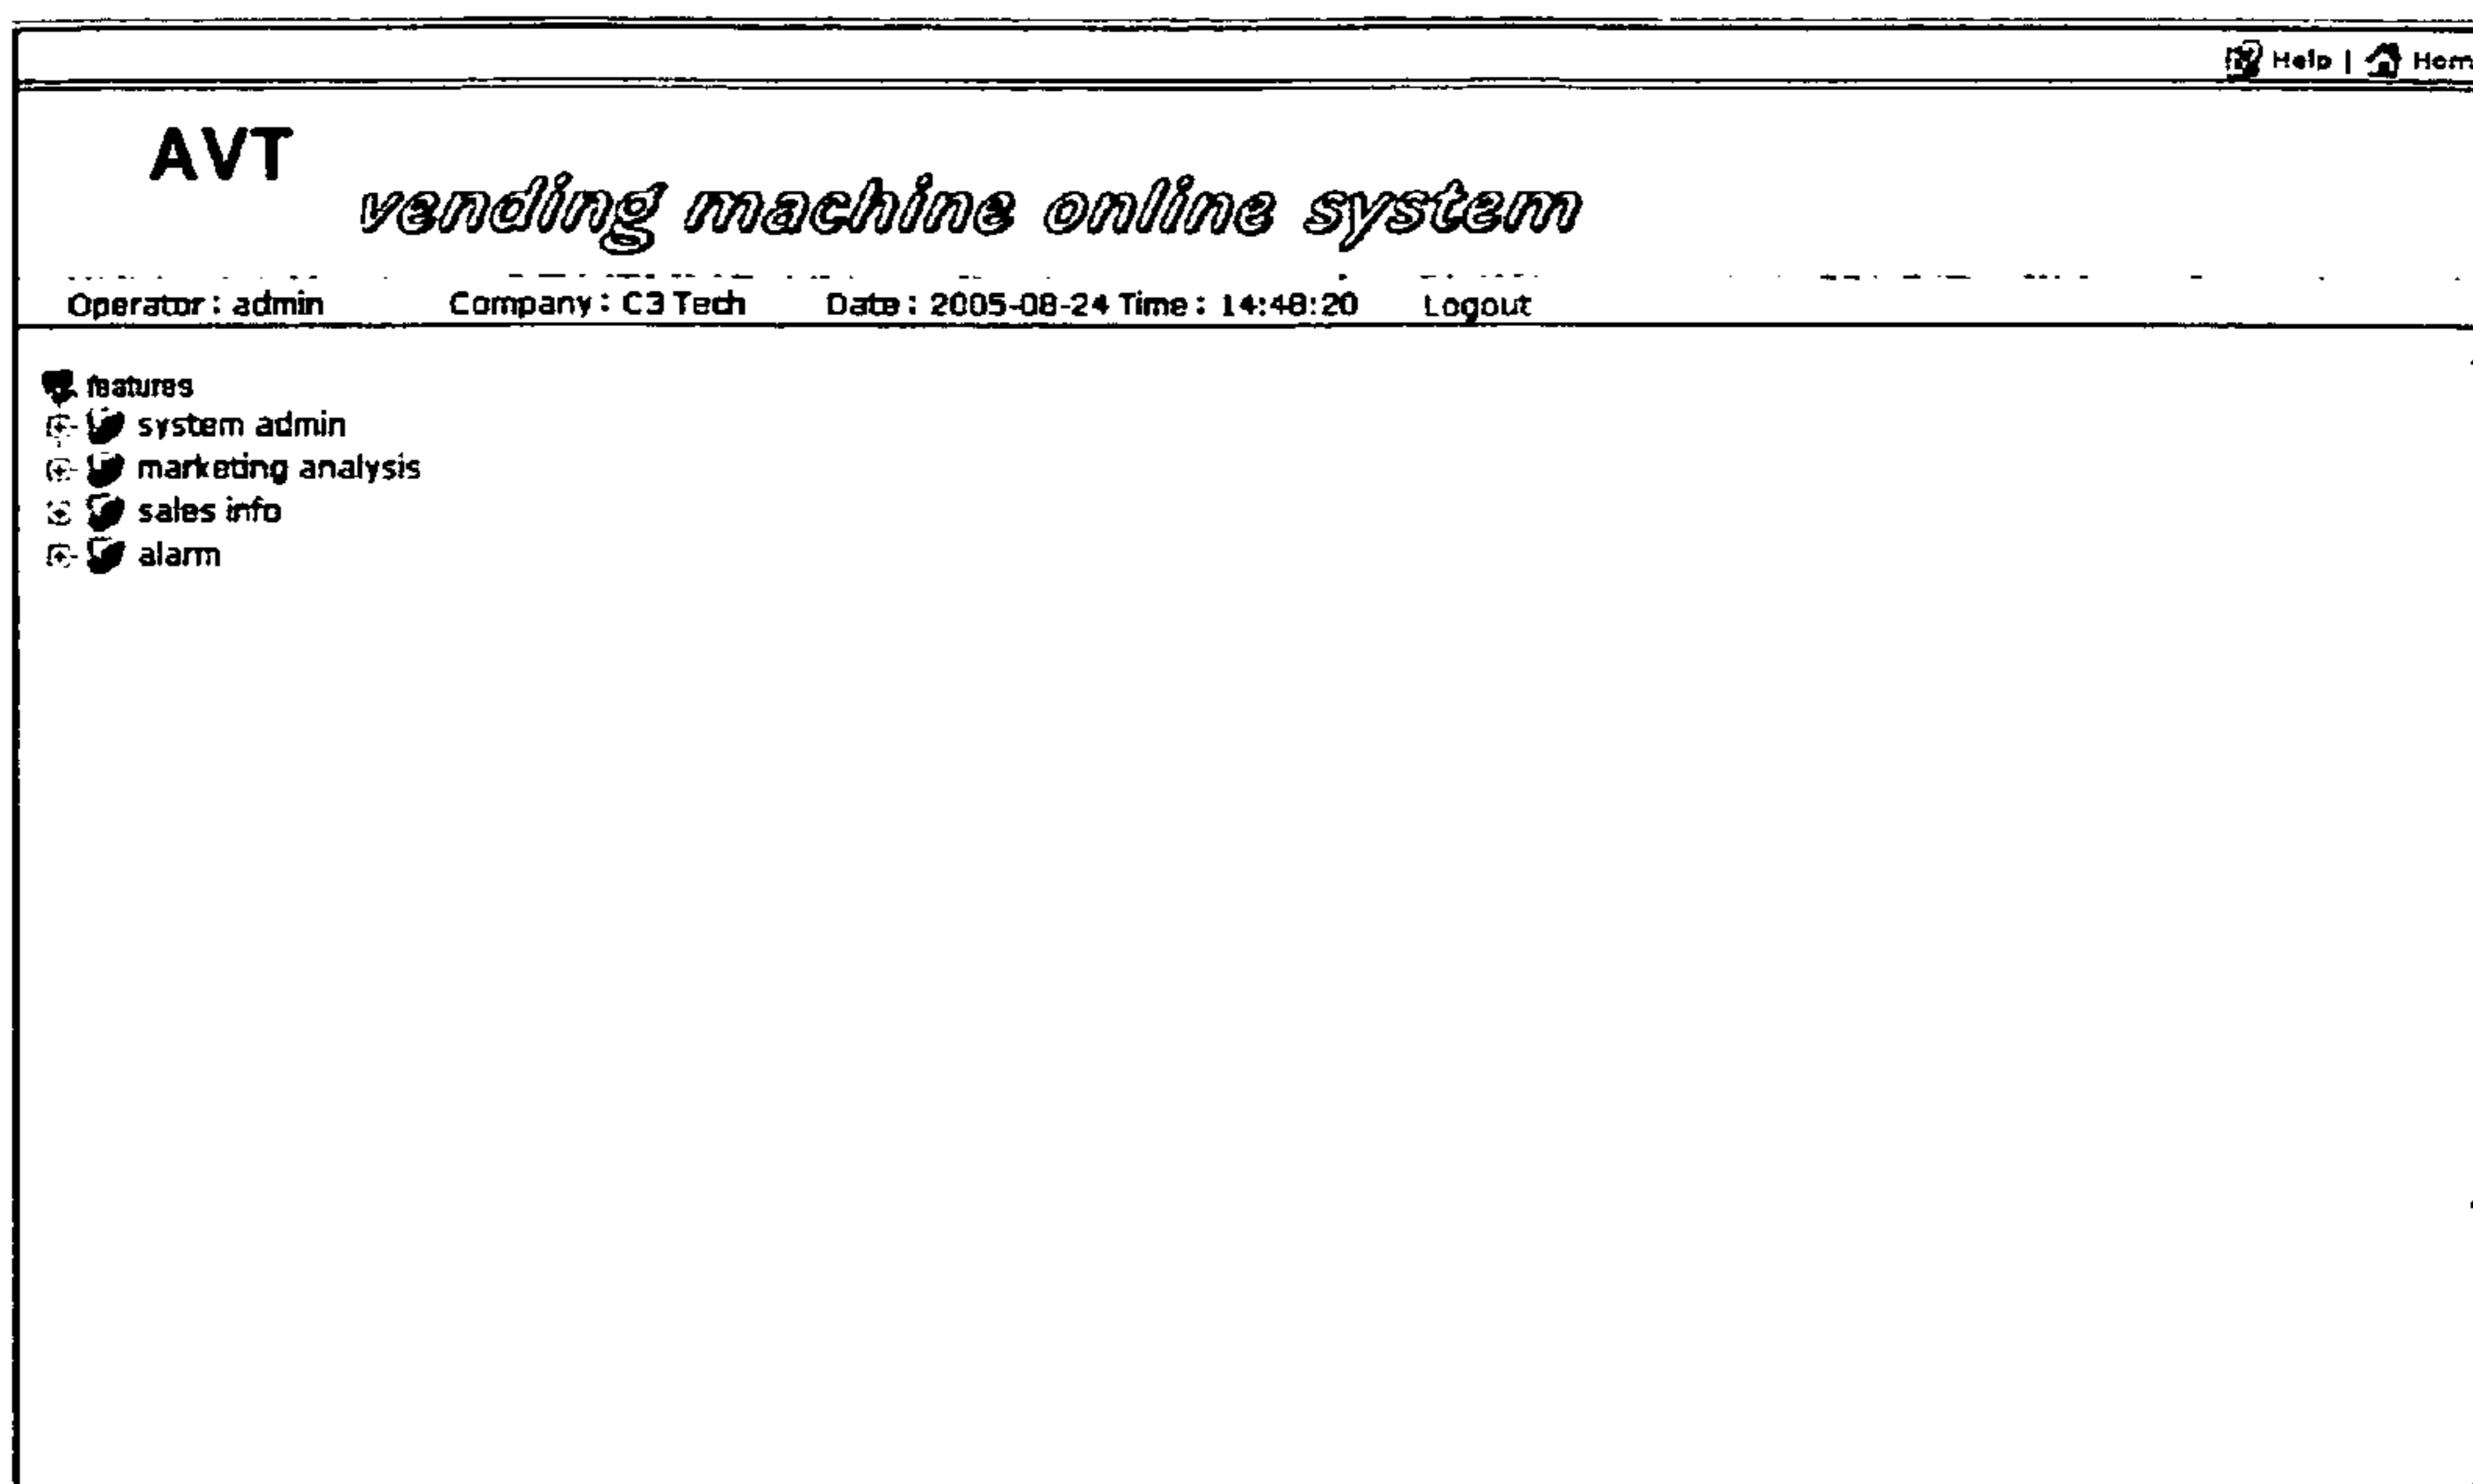 Help | Hom
AVT
vending machine online system
Operator : admin Company : C3 Tech Date : 2005-08-24 Time : 14:48:20 Logout
features
system admin
marketing analysis
sales info
alarm